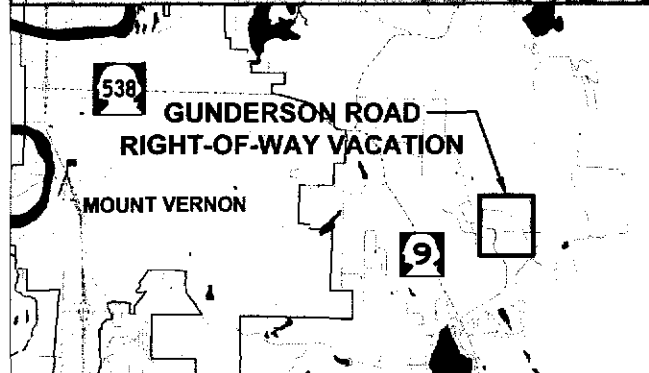 538
GUNDERSON ROAD
RIGHT-OF-WAY VACATION
MOUNT VERNON
9